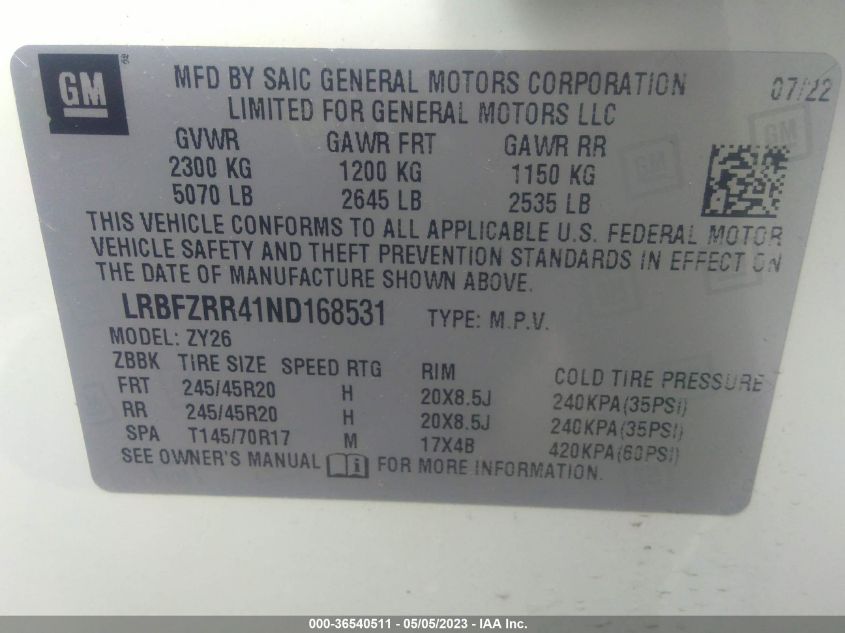 GM
MFD BY SAIC GENERAL MOTORS CORPORATION 07/22
LIMITED FOR GENERAL MOTORS LLC
GVWR GAWR FRT GAWR RR
2300 KG 1200 KG 1150 KG
5070 LB 2645 LB 2535 LB
THIS VEHICLE CONFORMS TO ALL APPLICABLE U.S. FEDERAL MOTOR
VEHICLE SAFETY AND THEFT PREVENTION STANDARDS IN EFFECT ON
THE DATE OF MANUFACTURE SHOWN ABOVE.
LRBFZRR41ND168531 TYPE: M.P.V.
MODEL: ZY26
ZBBK TIRE SIZE SPEED RTG RIM COLD TIRE PRESSURE
FRT 245/45R20 H 20X8.5J 240KPA(35PSI)
RR 245/45R20 H 20X8.5J 240KPA(35PSI)
SPA T145/70R17 M 17X4B 420KPA(60PSI)
SEE OWNER'S MANUAL FOR MORE INFORMATION.
000-36540511 - 05/05/2023 - IAA Inc.